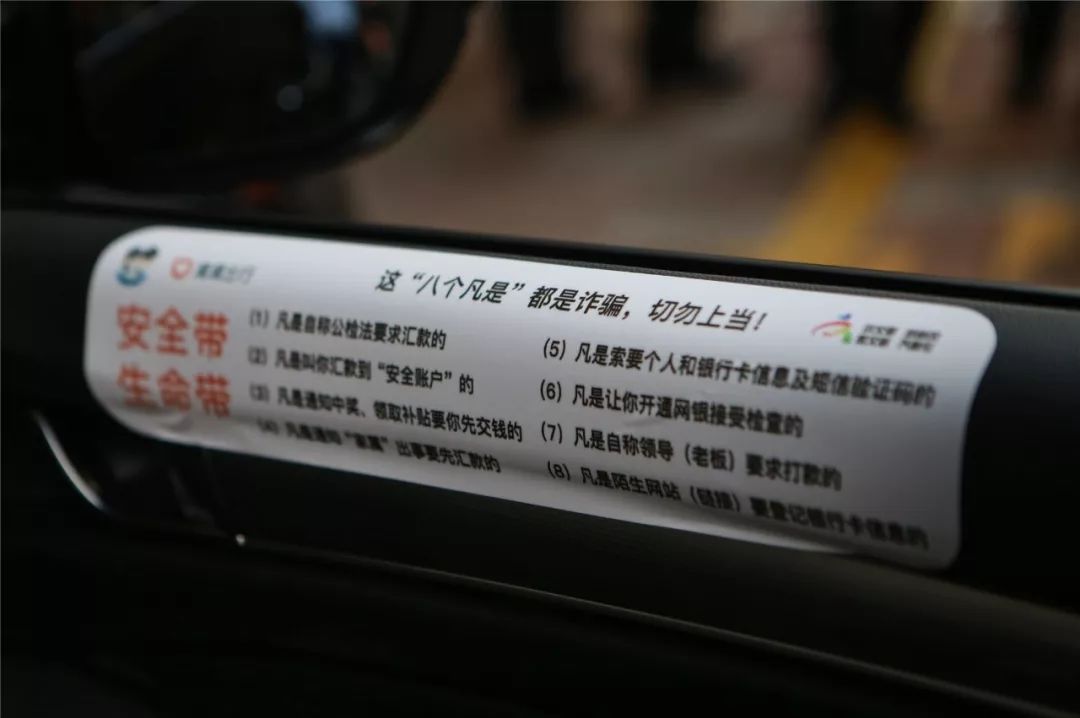 这“八个凡是”都是诈骗，切勿上当！
安全带
生命带
(1) 凡是自称公检法要求汇款的
(2) 凡是叫你汇款到“安全账户”的
(3) 凡是通知中奖、领取补贴要你先交钱的
(4) 凡是通知“家属”出事要先汇款的
(5) 凡是索要个人和银行卡信息及短信验证码的
(6) 凡是让你开通网银接受检查的
(7) 凡是自称领导（老板）要求打款的
(8) 凡是陌生网站（链接）要登记银行卡信息的